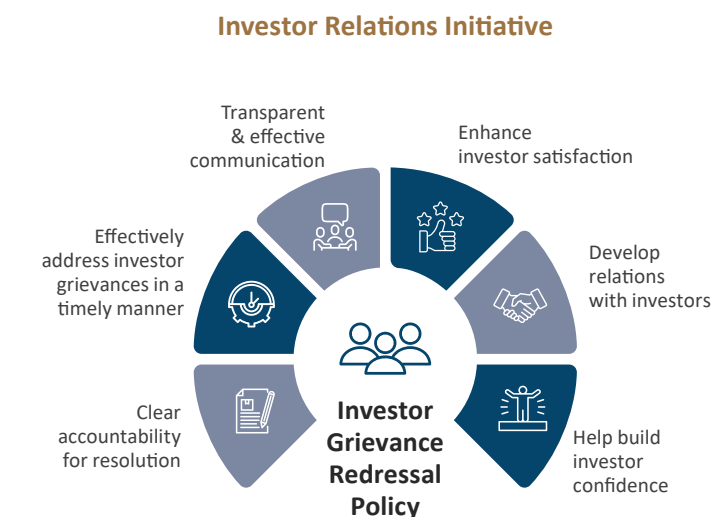 Investor Relations Initiative
Transparent
& effective
communication
Enhance
investor satisfaction
Effectively
address investor
grievances in a
timely manner
Develop
relations
with investors
Clear
accountability
for resolution
Investor
Grievance
Redressal
Policy
Help build
investor
confidence